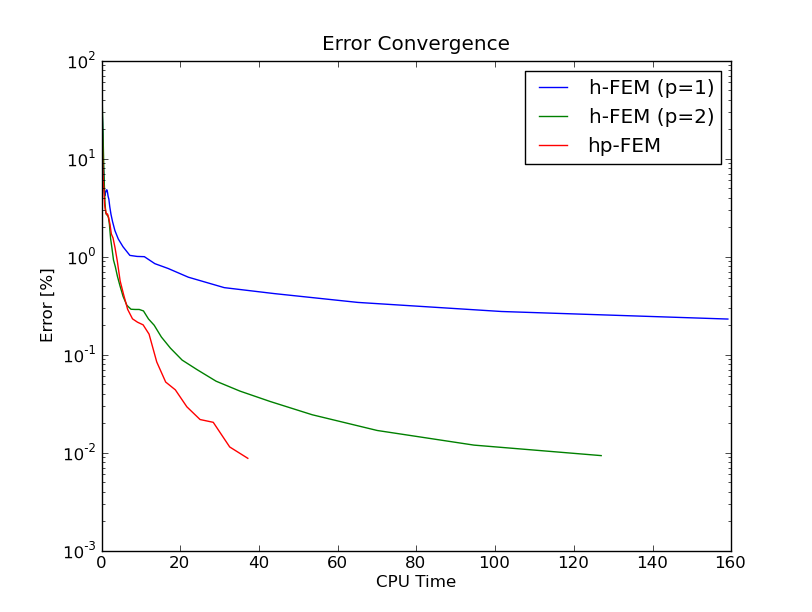 Error Convergence
h-FEM (p=1)
h-FEM (p=2)
hp-FEM
10^2
10^1
10^0
10^-1
10^-2
10^-3
Error [%]
0 20 40 60 80 100 120 140 160
CPU Time